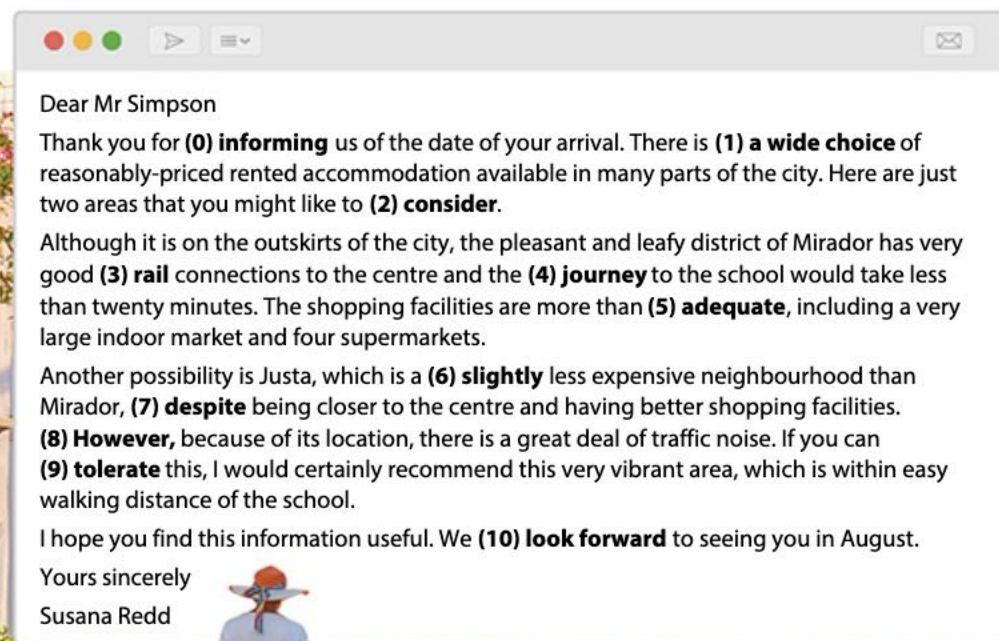 Dear Mr Simpson
Thank you for (0) informing us of the date of your arrival. There is (1) a wide choice of
reasonably-priced rented accommodation available in many parts of the city. Here are just
two areas that you might like to (2) consider.
Although it is on the outskirts of the city, the pleasant and leafy district of Mirador has very
good (3) rail connections to the centre and the (4) journey to the school would take less
than twenty minutes. The shopping facilities are more than (5) adequate, including a very
large indoor market and four supermarkets.
Another possibility is Justa, which is a (6) slightly less expensive neighbourhood than
Mirador, (7) despite being closer to the centre and having better shopping facilities.
(8) However, because of its location, there is a great deal of traffic noise. If you can
(9) tolerate this, I would certainly recommend this very vibrant area, which is within easy
walking distance of the school.
I hope you find this information useful. We (10) look forward to seeing you in August.
Yours sincerely
Susana Redd